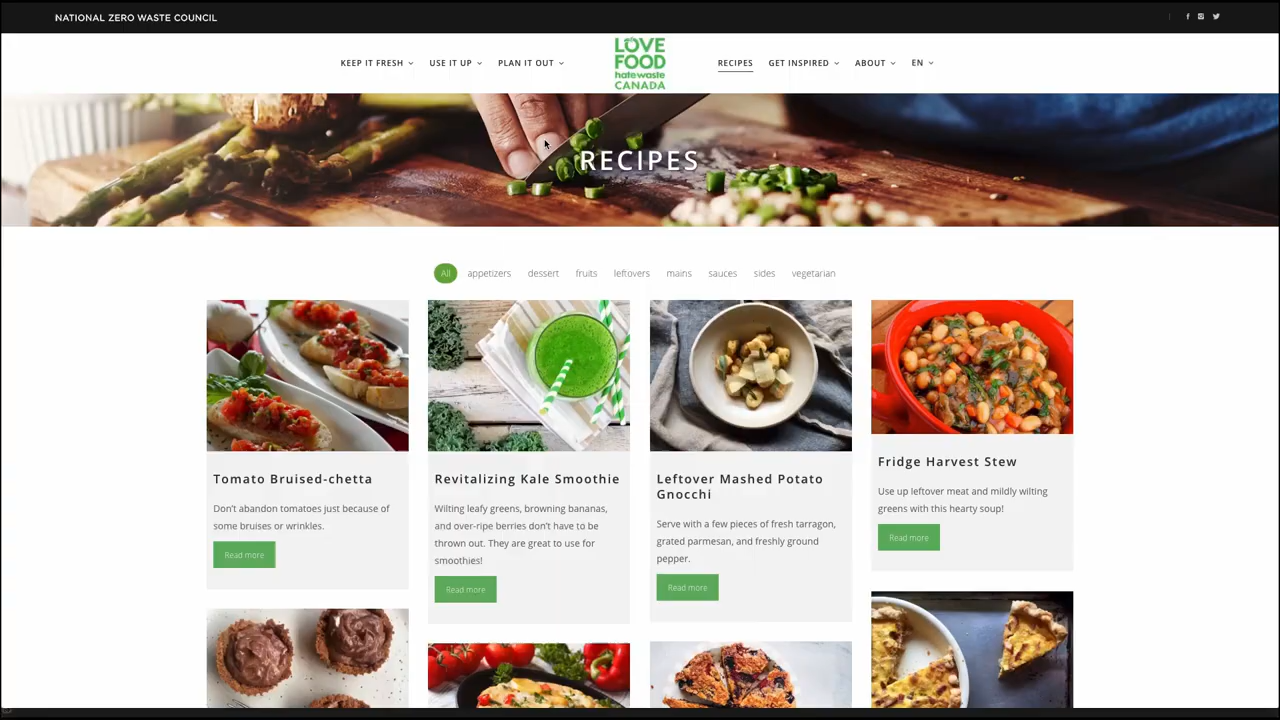 NATIONAL ZERO WASTE COUNCIL
KEEP IT FRESH
USE IT UP
PLAN IT OUT
LOVE
FOOD
hate waste
CANADA
RECIPES
GET INSPIRED
ABOUT
EN
RECIPES
All
appetizers
dessert
fruits
leftovers
mains
sauces
sides
vegetarian
Tomato Bruised-chetta
Don't abandon tomatoes just because of
some bruises or wrinkles.
Read more
Revitalizing Kale Smoothie
Wilting leafy greens, browning bananas,
and over-ripe berries don't have to be
thrown out. They are great to use for
smoothies!
Read more
Leftover Mashed Potato
Gnocchi
Serve with a few pieces of fresh tarragon,
grated parmesan, and freshly ground
pepper.
Read more
Fridge Harvest Stew
Use up leftover meat and mildly wilting
greens with this hearty soup!
Read more